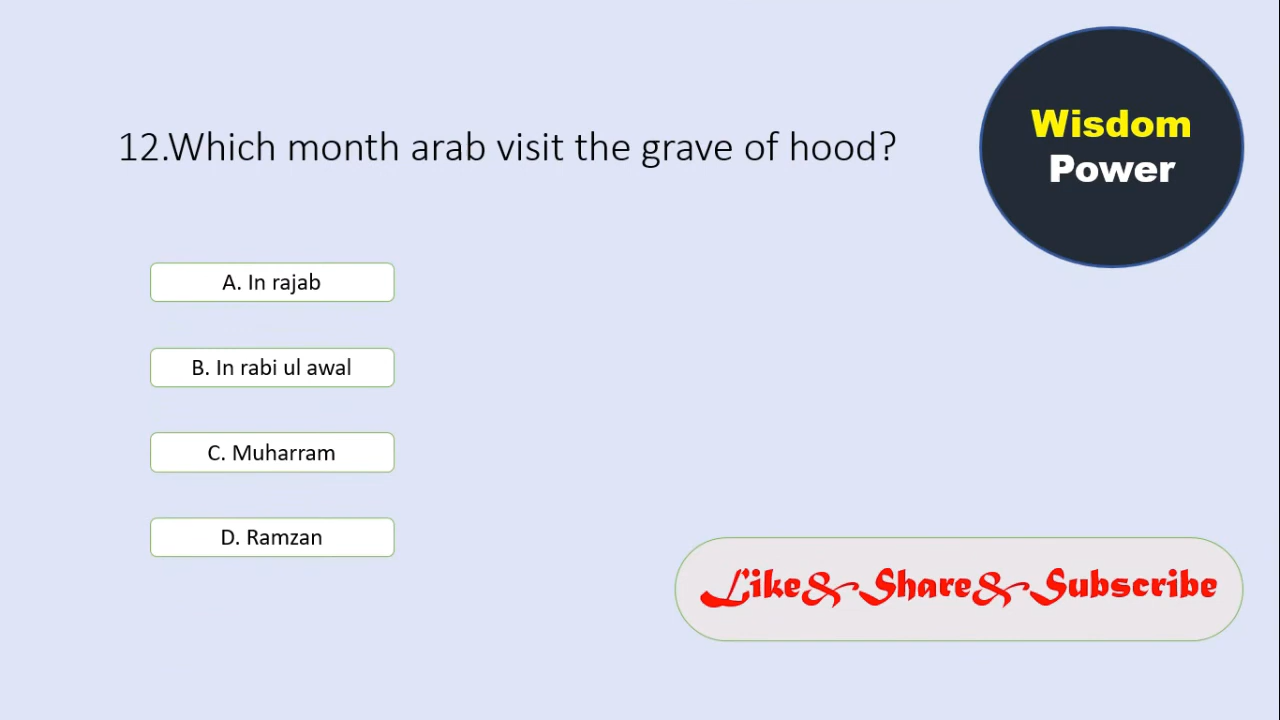 12.Which month arab visit the grave of hood?
Wisdom
Power
A. In rajab
B. In rabi ul awal
C. Muharram
D. Ramzan
Like&Share&Subscribe